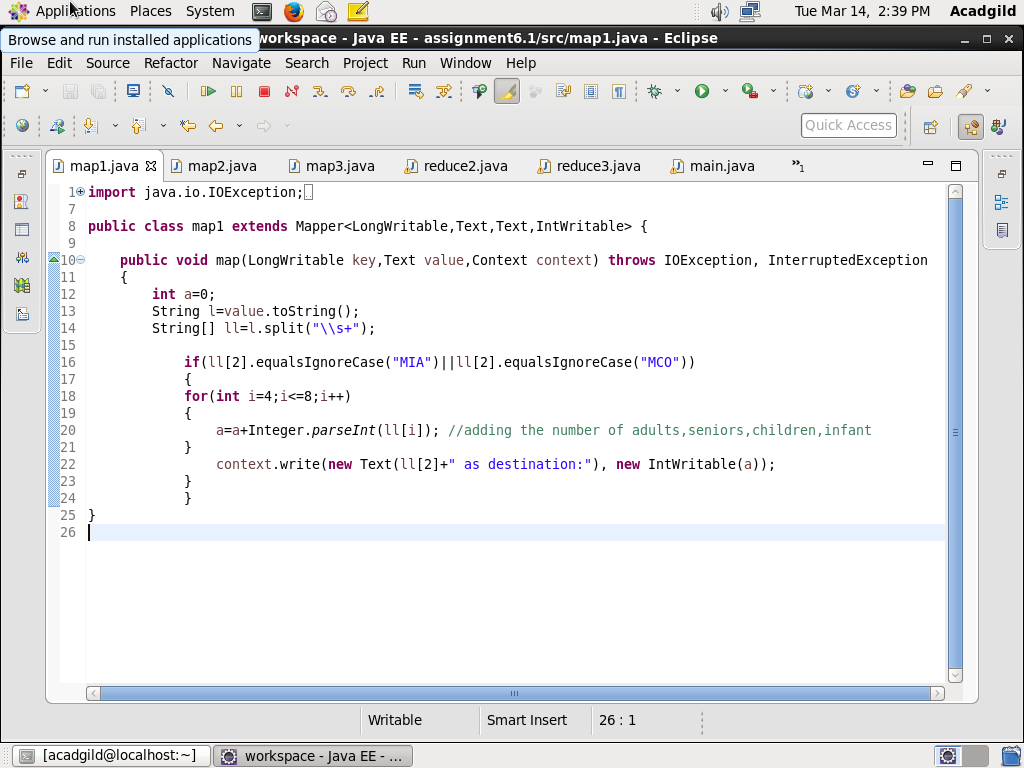 Applications Places System Tue Mar 14, 2:39 PM Acadgild
Browse and run installed applications
workspace - Java EE - assignment6.1/src/map1.java - Eclipse
File Edit Source Refactor Navigate Search Project Run Window Help
Quick Access
map1.java map2.java map3.java reduce2.java reduce3.java main.java »1
1 import java.io.IOException;
7
8 public class map1 extends Mapper<LongWritable,Text,Text,IntWritable> {
9
10 public void map(LongWritable key,Text value,Context context) throws IOException, InterruptedException
11 {
12 int a=0;
13 String l=value.toString();
14 String[] ll=l.split("\\s+");
15
16 if(ll[2].equalsIgnoreCase("MIA")||ll[2].equalsIgnoreCase("MCO"))
17 {
18 for(int i=4;i<=8;i++)
19 {
20 a=a+Integer.parseInt(ll[i]); //adding the number of adults,seniors,children,infant
21 }
22 context.write(new Text(ll[2]+" as destination:"), new IntWritable(a));
23 }
24 }
25 }
26
Writable Smart Insert 26 : 1
[acadgild@localhost:~] workspace - Java EE - ...